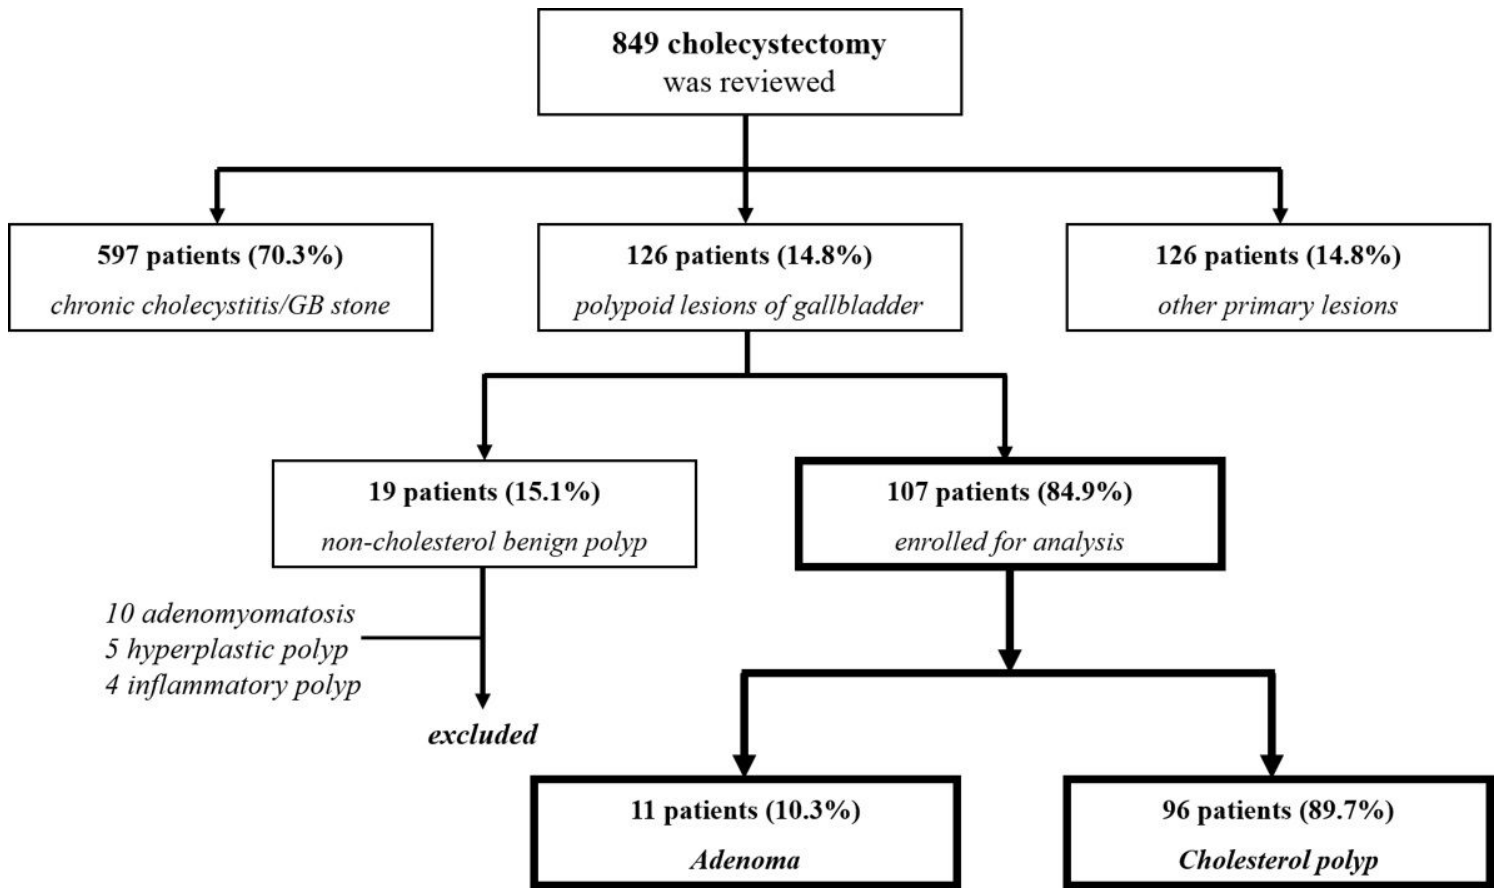 849 cholecystectomy
was reviewed
597 patients (70.3%)
chronic cholecystitis/GB stone
126 patients (14.8%)
polypoid lesions of gallbladder
126 patients (14.8%)
other primary lesions
19 patients (15.1%)
non-cholesterol benign polyp
107 patients (84.9%)
enrolled for analysis
10 adenomyomatosis
5 hyperplastic polyp
4 inflammatory polyp
excluded
11 patients (10.3%)
Adenoma
96 patients (89.7%)
Cholesterol polyp